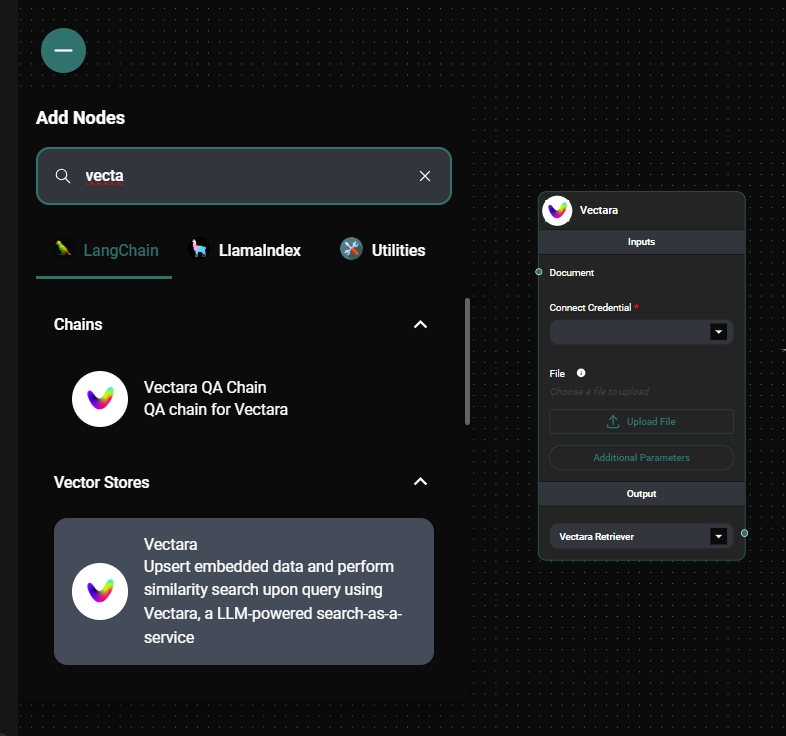 Add Nodes
vecta
LangChain
LlamaIndex
Utilities
Chains
Vectara QA Chain
QA chain for Vectara
Vector Stores
Vectara
Upsert embedded data and perform
similarity search upon query using
Vectara, a LLM-powered search-as-a-
service
Vectara
Inputs
Document
Connect Credential *
File
Choose a file to upload
Upload File
Additional Parameters
Output
Vectara Retriever